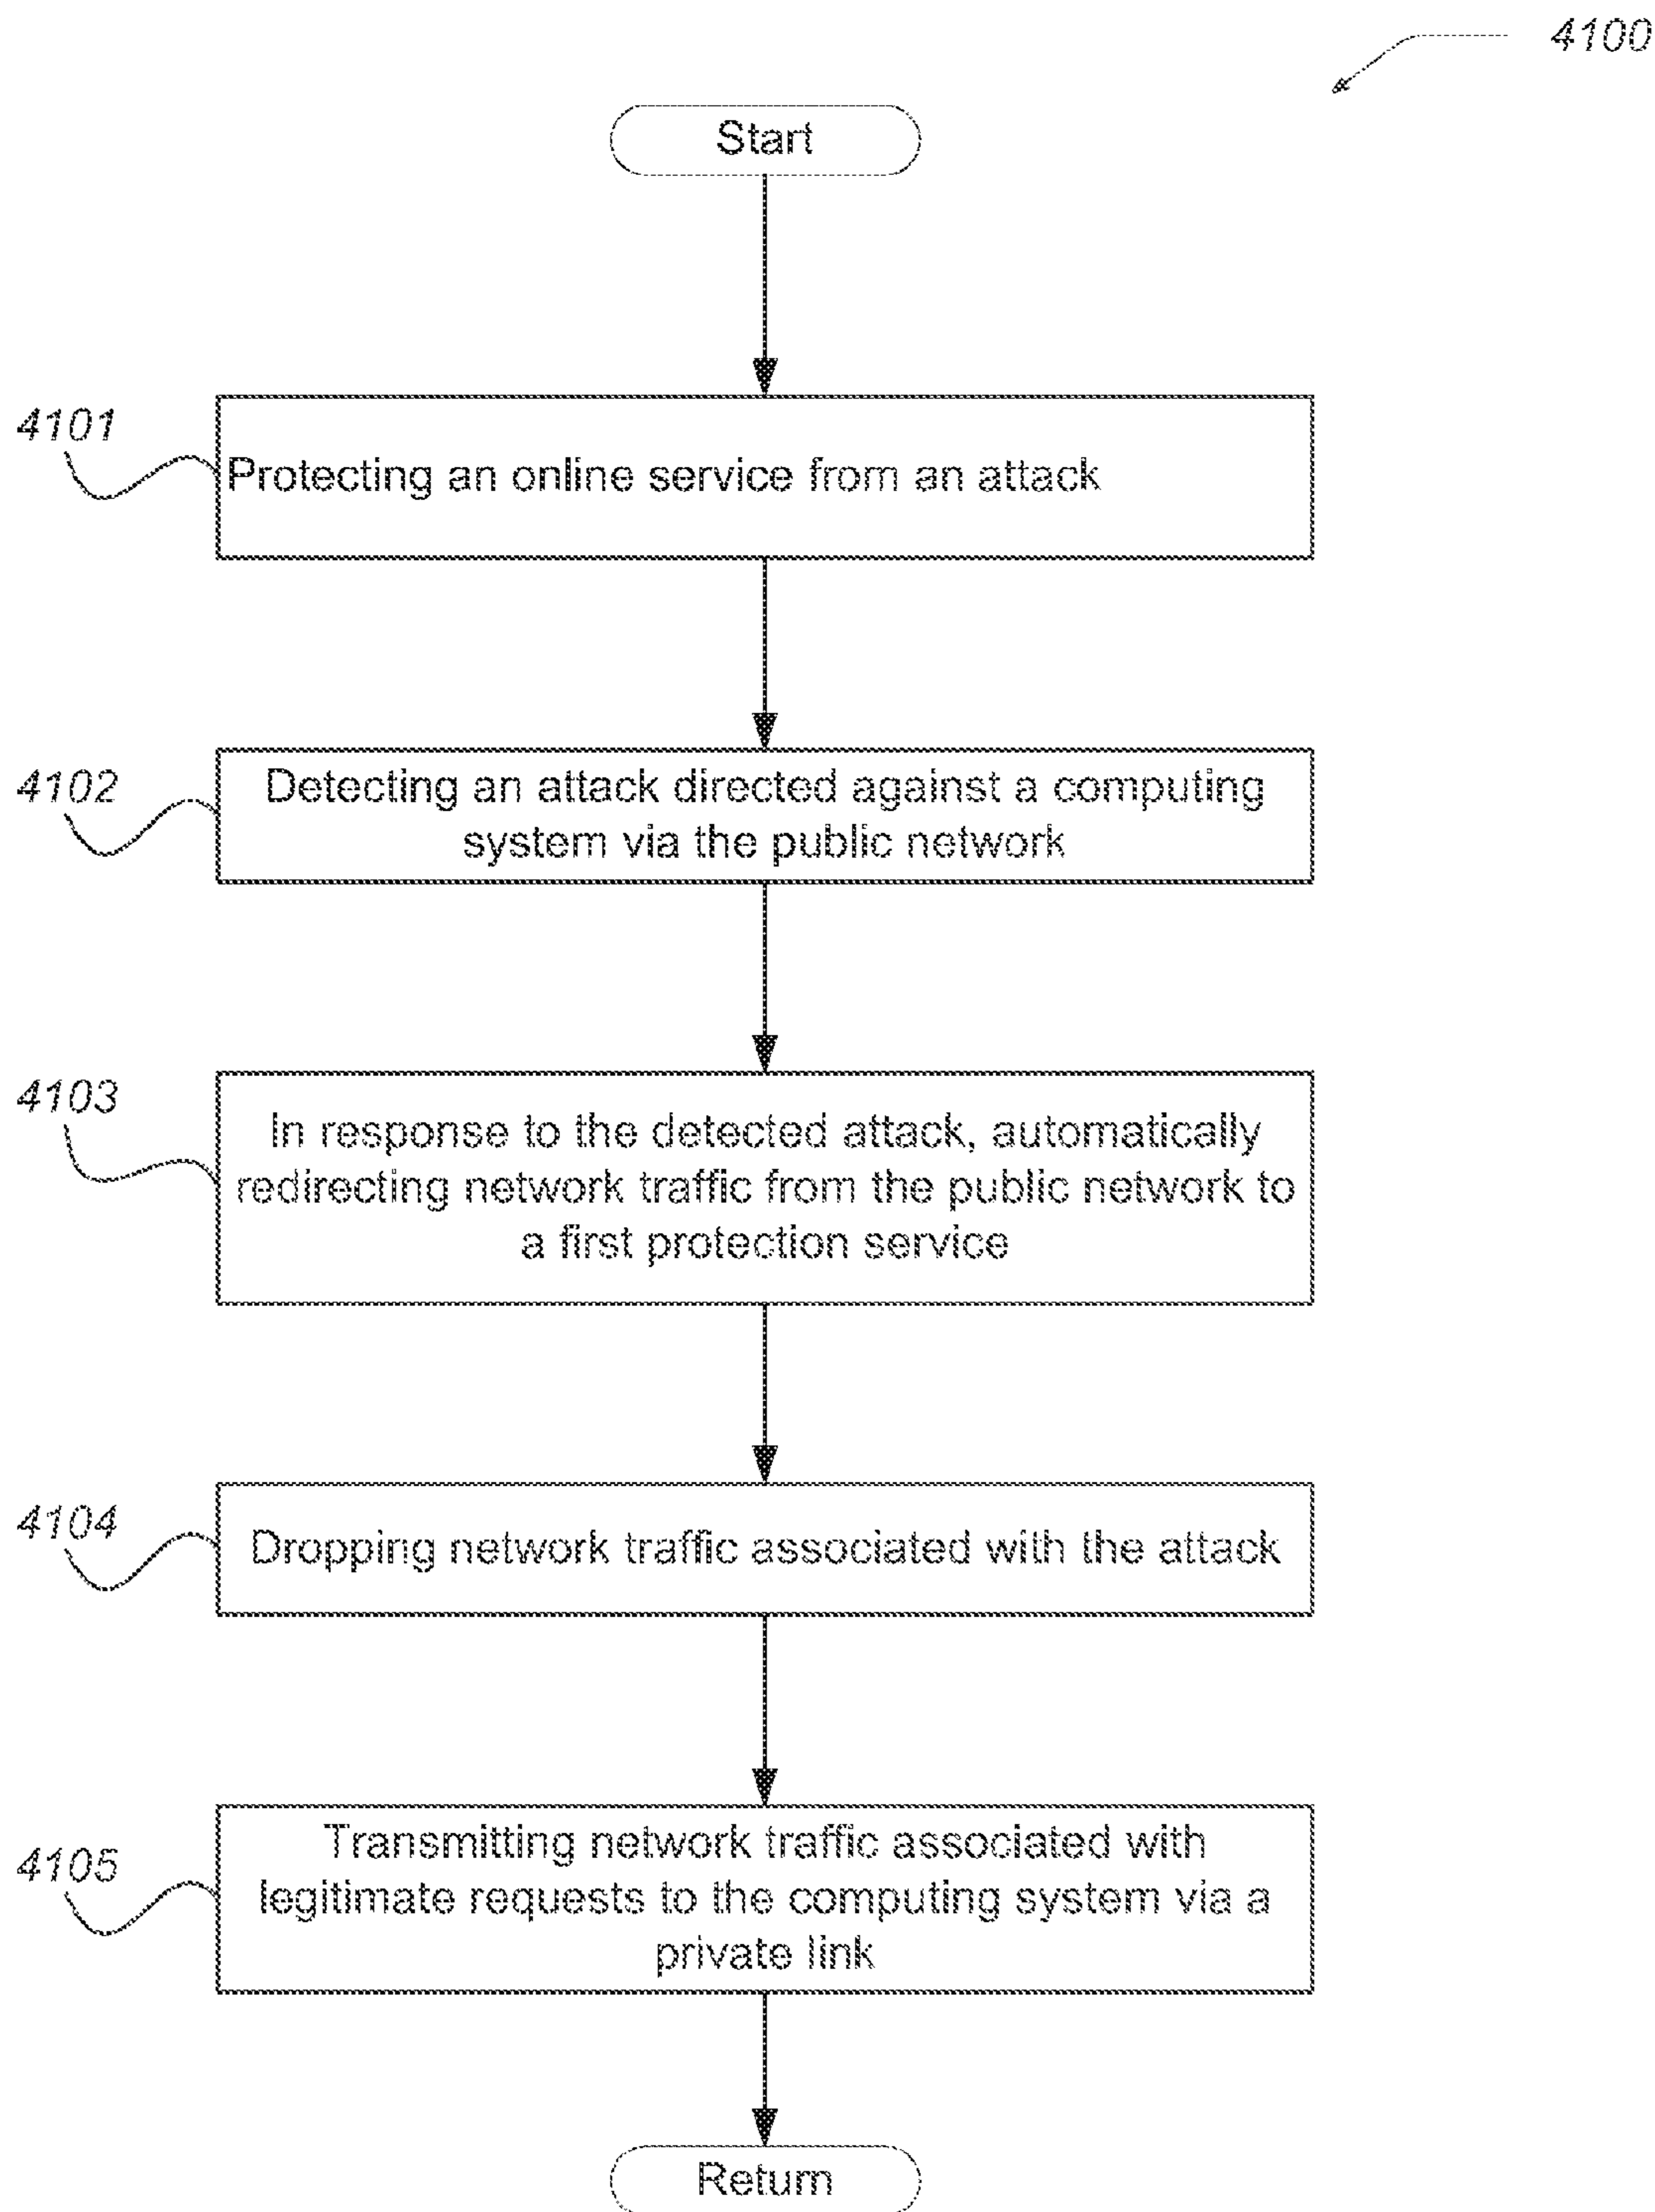 4100
Start
4101
Protecting an online service from an attack
4102
Detecting an attack directed against a computing
system via the public network
4103
In response to the detected attack, automatically
redirecting network traffic from the public network to
a first protection service
4104
Dropping network traffic associated with the attack
4105
Transmitting network traffic associated with
legitimate requests to the computing system via a
private link
Return